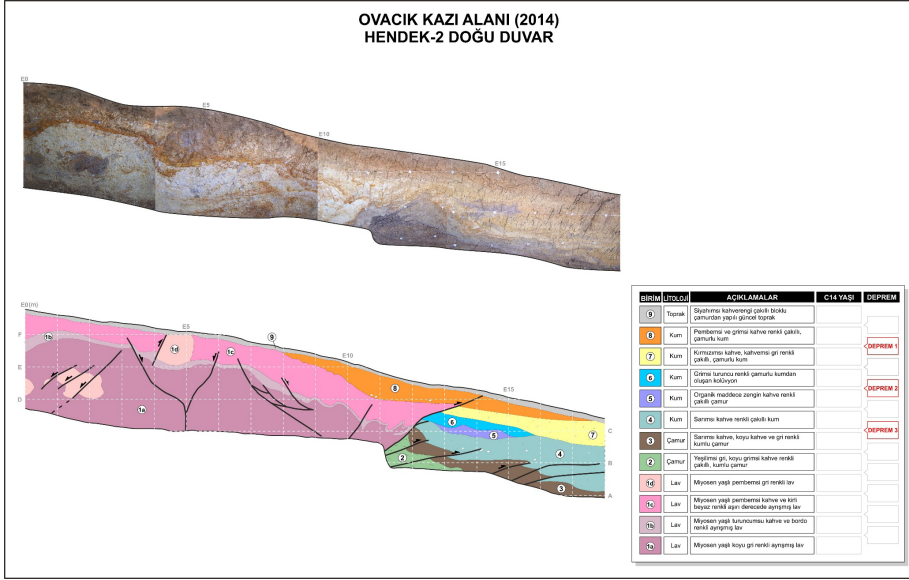 OVACIK KAZI ALANI (2014)
HENDEK-2 DOĞU DUVAR
E0
E5
E10
E15
E0(m)
E5
E10
E15
F
E
D
C
B
A
1b
1d
1c
9
1a
8
7
6
5
4
2
3
BİRİM LİTOLOJİ AÇIKLAMALAR C14 YAŞI DEPREM
9 Toprak Siyahımsı kahverengi çakıllı bloklu
çamurdan yapılı güncel toprak
8 Kum Pembemsi ve grimsi kahve renkli çakıllı,
çamurlu kum
DEPREM 1
7 Kum Kırmızımsı kahve, kahvemsi gri renkli
çakıllı, çamurlu kum
6 Kum Grimsi turuncu renkli çamurlu kumdan
oluşan kolüvyon
DEPREM 2
5 Kum Organik maddece zengin kahve renkli
çakıllı çamur
4 Kum Sarımsı kahve renkli çakıllı kum
DEPREM 3
3 Çamur Sarımsı kahve, koyu kahve ve gri renkli
kumlu çamur
2 Çamur Yeşilimsi gri, koyu grimsi kahve renkli
çakıllı, kumlu çamur
1d Lav Miyosen yaşlı pembemsi gri renkli lav
1c Lav Miyosen yaşlı pembemsi kahve ve kirli
beyaz renkli aşırı derecede ayrışmış lav
1b Lav Miyosen yaşlı turuncumsu kahve ve bordo
renkli ayrışmış lav
1a Lav Miyosen yaşlı koyu gri renkli ayrışmış lav